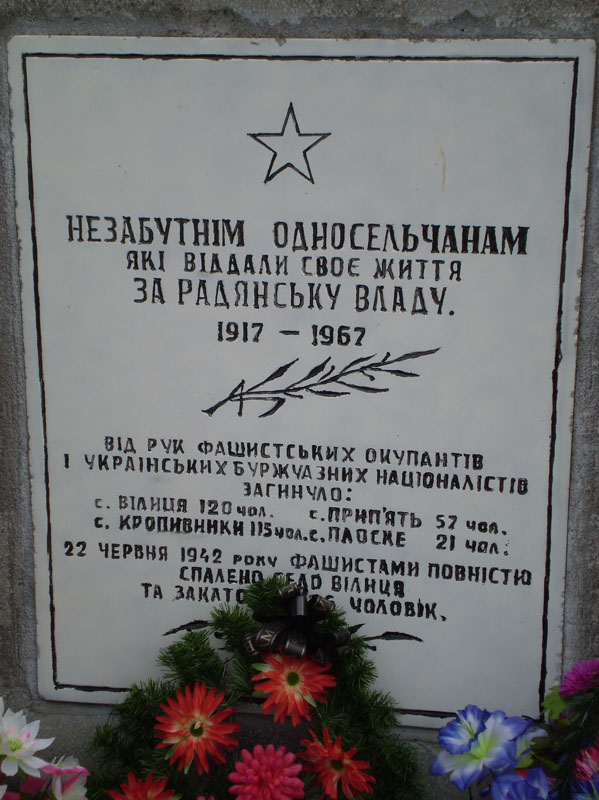 НЕЗАБУТНІМ ОДНОСЕЛЬЧАНАМ
ЯКІ ВІДДАЛИ СВОЄ ЖИТТЯ
ЗА РАДЯНСЬКУ ВЛАДУ.
1917 – 1967
ВІД РУК ФАШИСТСЬКИХ ОКУПАНТІВ
І УКРАЇНСЬКИХ БУРЖУАЗНИХ НАЦІОНАЛІСТІВ
ЗАГИНУЛО:
с. ВІЛИЦЯ 120 чол. с. ПРИП'ЯТЬ 57 чол.
с. КРОПИВНИКИ 115 чол. с. ПЛОСКЕ 21 чол.
22 ЧЕРВНЯ 1942 року ФАШИСТАМИ ПОВНІСТЮ
СПАЛЕНО СЕЛО ВІЛИЦЯ
ТА ЧОЛОВІК.